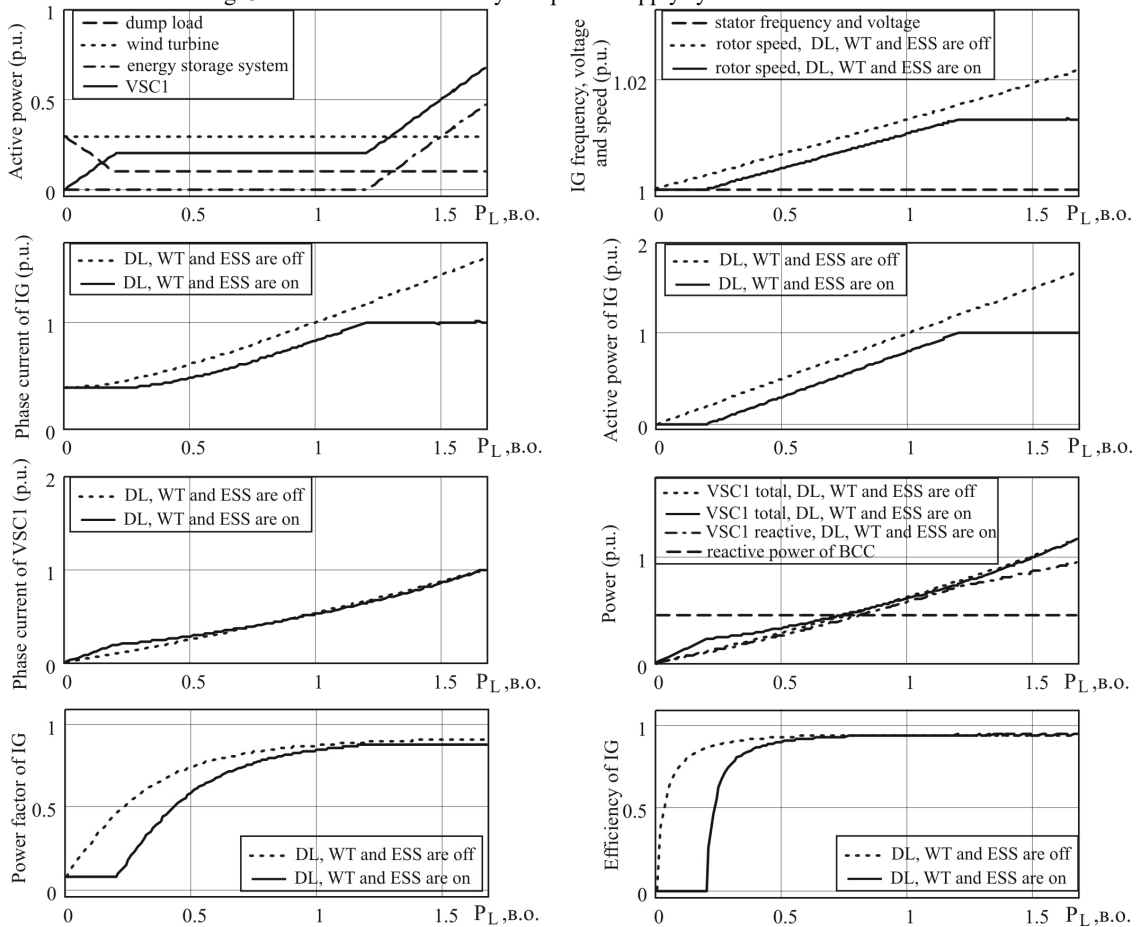 dump load
wind turbine
energy storage system
VSC1
Active power (p.u.)
1
0.5
0
0 0.5 1 1.5 P_L ,в.о.
stator frequency and voltage
rotor speed, DL, WT and ESS are off
rotor speed, DL, WT and ESS are on
IG frequency, voltage
and speed (p.u.)
1.02
1
0 0.5 1 1.5 P_L ,в.о.
DL, WT and ESS are off
DL, WT and ESS are on
Phase current of IG (p.u.)
1
0
0 0.5 1 1.5 P_L ,в.о.
DL, WT and ESS are off
DL, WT and ESS are on
Active power of IG (p.u.)
2
1
0
0 0.5 1 1.5 P_L ,в.о.
DL, WT and ESS are off
DL, WT and ESS are on
Phase current of VSC1 (p.u.)
2
1
0
0 0.5 1 1.5 P_L ,в.о.
VSC1 total, DL, WT and ESS are off
VSC1 total, DL, WT and ESS are on
VSC1 reactive, DL, WT and ESS are on
reactive power of BCC
Power (p.u.)
1
0
0 0.5 1 1.5 P_L ,в.о.
Power factor of IG
1
0.5
0
DL, WT and ESS are off
DL, WT and ESS are on
0 0.5 1 1.5 P_L ,в.о.
Efficiency of IG
1
0.5
0
DL, WT and ESS are off
DL, WT and ESS are on
0 0.5 1 1.5 P_L ,в.о.